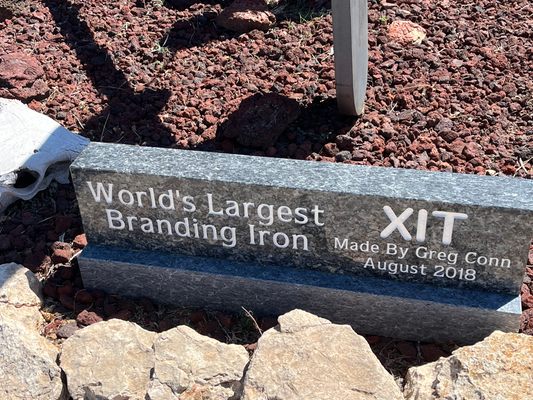 World's Largest
Branding Iron
XIT
Made By Greg Conn
August 2018